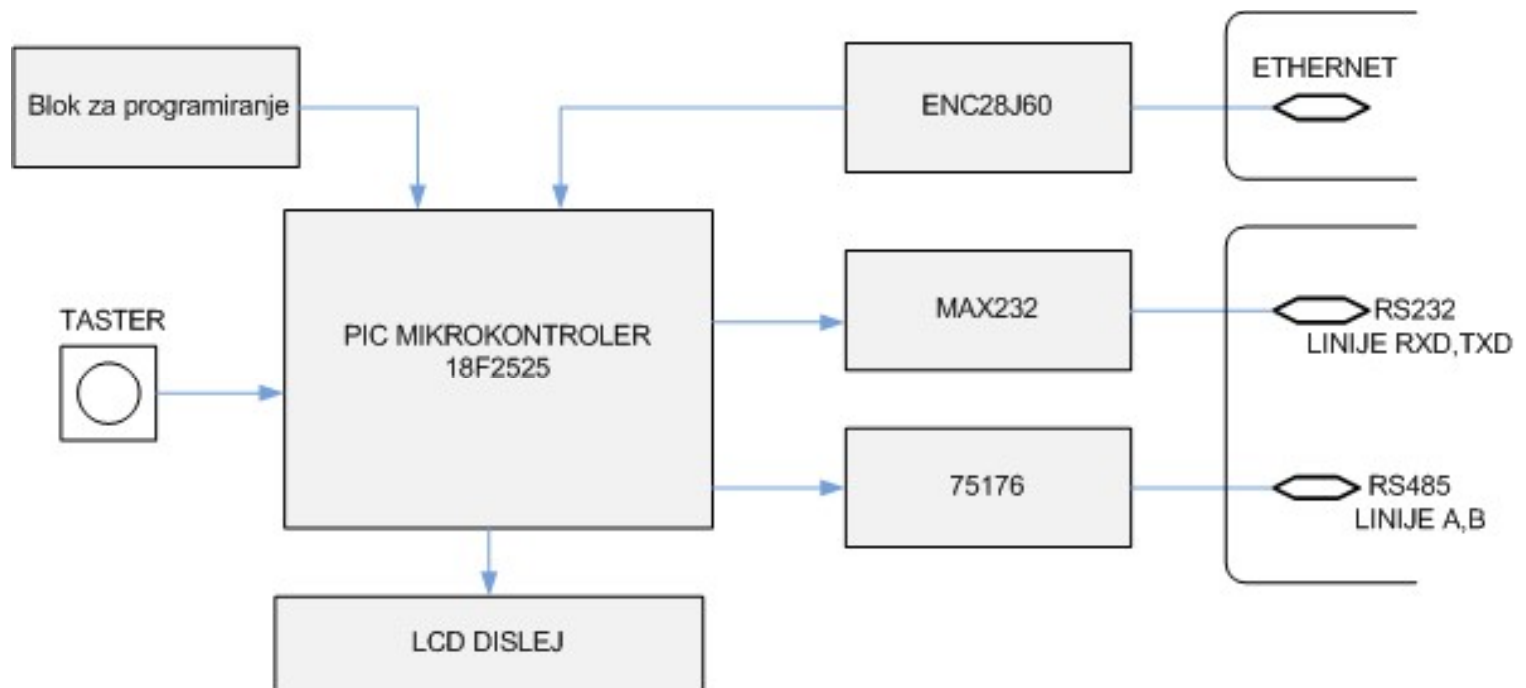 Blok za programiranje
ENC28J60
ETHERNET
TASTER
PIC MIKROKONTROLER
18F2525
MAX232
RS232
LINIJE RXD,TXD
75176
RS485
LINIJE A,B
LCD DISLEJ